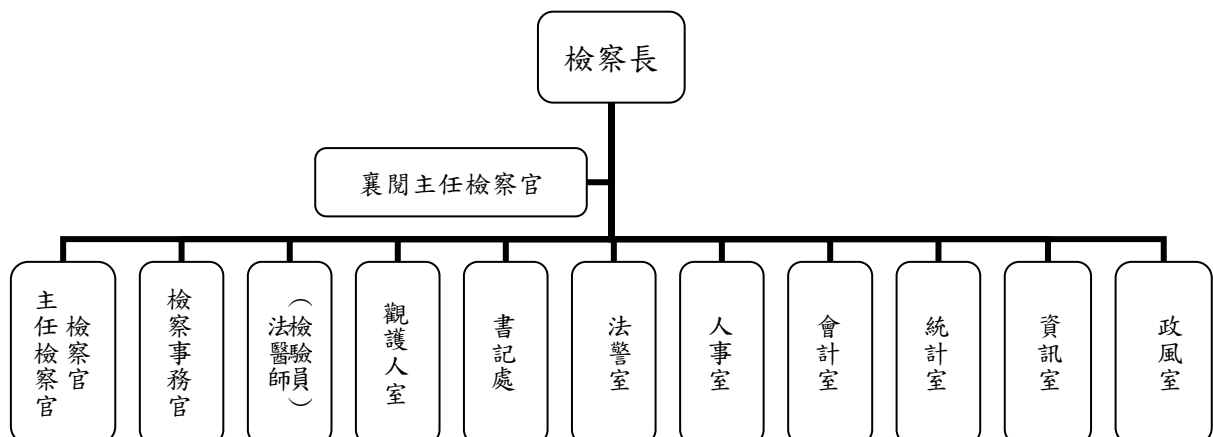 檢察長
襄閱主任檢察官
主任檢察官
檢察官
檢察事務官
法醫師
（檢驗員）
觀護人室
書記處
法警室
人事室
會計室
統計室
資訊室
政風室